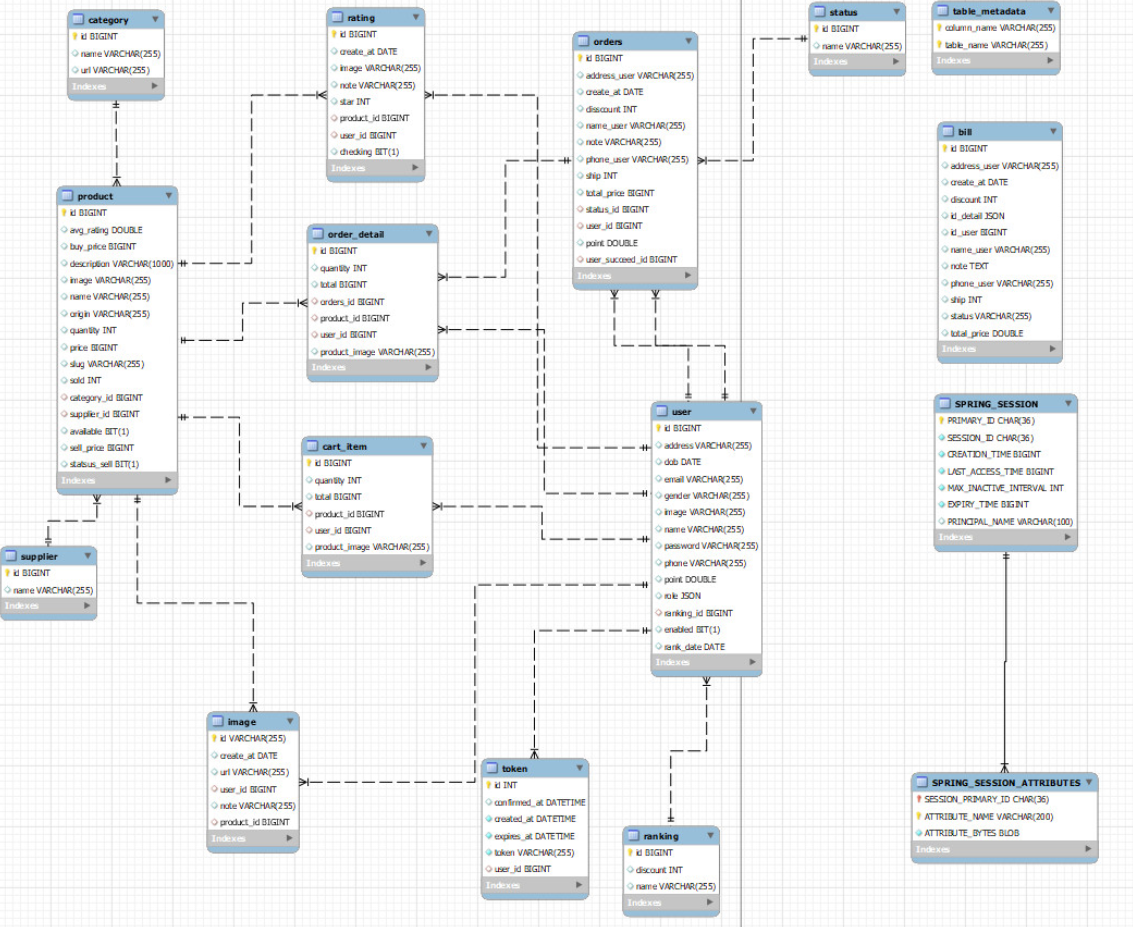 category
id BIGINT
name VARCHAR(255)
url VARCHAR(255)
Indexes
rating
id BIGINT
create_at DATE
image VARCHAR(255)
note VARCHAR(255)
star INT
product_id BIGINT
user_id BIGINT
checking BIT(1)
Indexes
orders
id BIGINT
address_user VARCHAR(255)
create_at DATE
disscount INT
name_user VARCHAR(255)
note VARCHAR(255)
phone_user VARCHAR(255)
ship INT
total_price BIGINT
status_id BIGINT
user_id BIGINT
point DOUBLE
user_succeed_id BIGINT
Indexes
status
id BIGINT
name VARCHAR(255)
Indexes
table_metadata
column_name VARCHAR(255)
table_name VARCHAR(255)
Indexes
bill
id BIGINT
address_user VARCHAR(255)
create_at DATE
discount INT
id_detail JSON
id_user BIGINT
name_user VARCHAR(255)
note TEXT
phone_user VARCHAR(255)
ship INT
status VARCHAR(255)
total_price DOUBLE
Indexes
product
id BIGINT
avg_rating DOUBLE
buy_price BIGINT
description VARCHAR(1000)
image VARCHAR(255)
name VARCHAR(255)
origin VARCHAR(255)
quantity INT
price BIGINT
slug VARCHAR(255)
sold INT
category_id BIGINT
supplier_id BIGINT
available BIT(1)
sell_price BIGINT
statsus_sell BIT(1)
Indexes
order_detail
id BIGINT
quantity INT
total BIGINT
orders_id BIGINT
product_id BIGINT
user_id BIGINT
product_image VARCHAR(255)
Indexes
cart_item
id BIGINT
quantity INT
total BIGINT
product_id BIGINT
user_id BIGINT
product_image VARCHAR(255)
Indexes
user
id BIGINT
address VARCHAR(255)
dob DATE
email VARCHAR(255)
gender VARCHAR(255)
image VARCHAR(255)
name VARCHAR(255)
password VARCHAR(255)
phone VARCHAR(255)
point DOUBLE
role JSON
ranking_id BIGINT
enabled BIT(1)
rank_date DATE
Indexes
SPRING_SESSION
PRIMARY_ID CHAR(36)
SESSION_ID CHAR(36)
CREATION_TIME BIGINT
LAST_ACCESS_TIME BIGINT
MAX_INACTIVE_INTERVAL INT
EXPIRY_TIME BIGINT
PRINCIPAL_NAME VARCHAR(100)
Indexes
supplier
id BIGINT
name VARCHAR(255)
Indexes
image
id VARCHAR(255)
create_at DATE
url VARCHAR(255)
user_id BIGINT
note VARCHAR(255)
product_id BIGINT
Indexes
token
id INT
confirmed_at DATETIME
created_at DATETIME
expires_at DATETIME
token VARCHAR(255)
user_id BIGINT
Indexes
ranking
id BIGINT
discount INT
name VARCHAR(255)
Indexes
SPRING_SESSION_ATTRIBUTES
SESSION_PRIMARY_ID CHAR(36)
ATTRIBUTE_NAME VARCHAR(200)
ATTRIBUTE_BYTES BLOB
Indexes